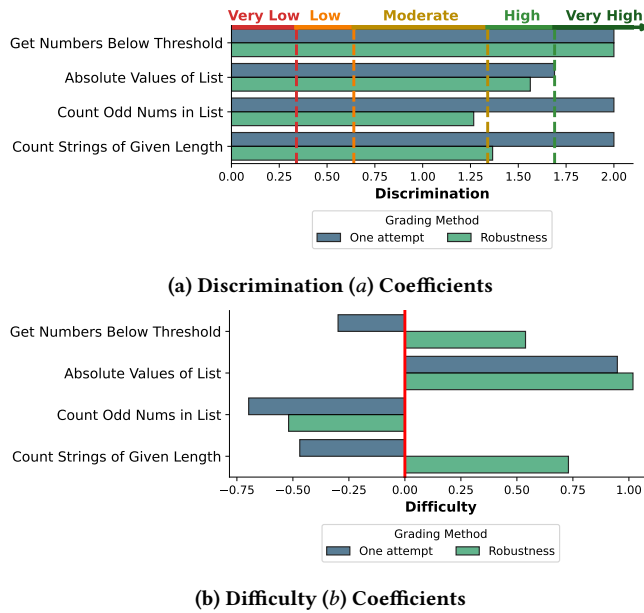 Very Low Low Moderate High Very High
Get Numbers Below Threshold
Absolute Values of List
Count Odd Nums in List
Count Strings of Given Length
0.00 0.25 0.50 0.75 1.00 1.25 1.50 1.75 2.00
Discrimination
Grading Method
One attempt Robustness
(a) Discrimination (a) Coefficients
Get Numbers Below Threshold
Absolute Values of List
Count Odd Nums in List
Count Strings of Given Length
−0.75 −0.50 −0.25 0.00 0.25 0.50 0.75 1.00
Difficulty
Grading Method
One attempt Robustness
(b) Difficulty (b) Coefficients